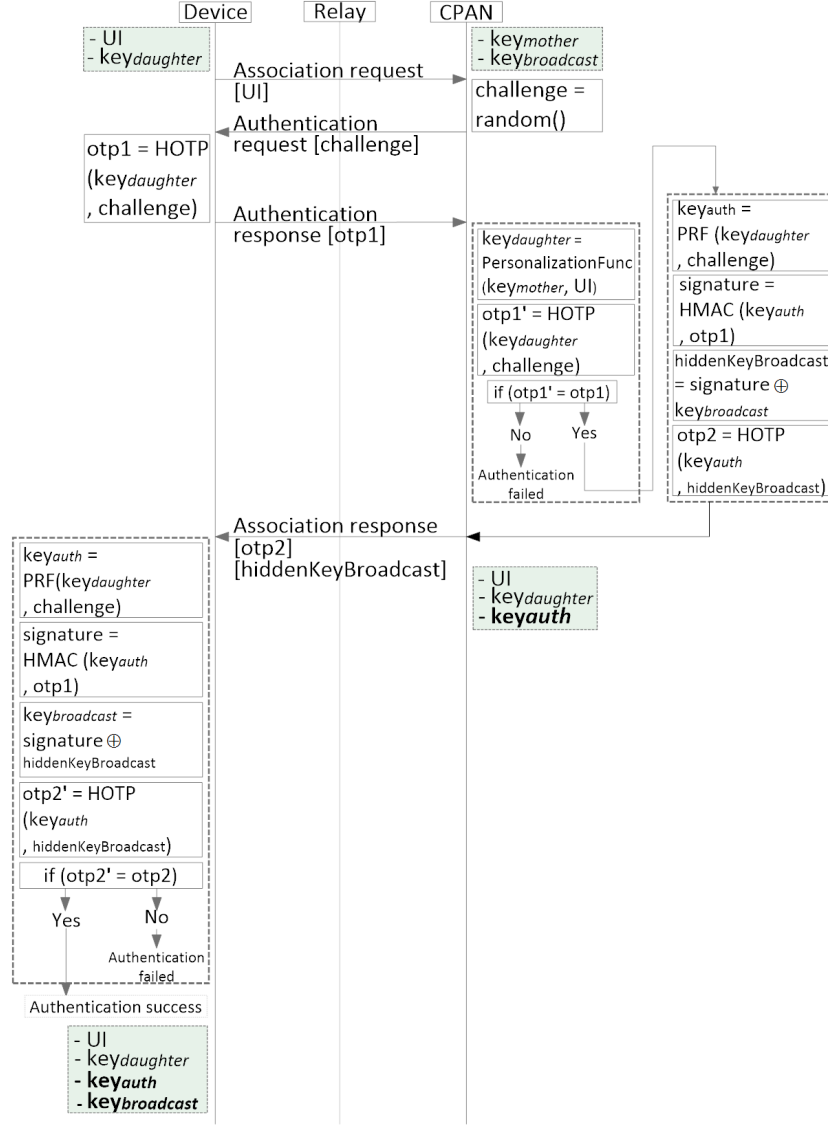 Device
Relay
CPAN
- UI
- keydaughter
- keymother
- keybroadcast
Association request
[UI]
challenge =
random()
Authentication
request [challenge]
otp1 = HOTP
(keydaughter
, challenge)
Authentication
response [otp1]
keydaughter =
PersonalizationFunc
(keymother, UI)
otp1' = HOTP
(keydaughter
, challenge)
if (otp1' = otp1)
No
Yes
Authentication
failed
keyauth =
PRF (keydaughter
, challenge)
signature =
HMAC (keyauth
, otp1)
hiddenKeyBroadcast
= signature ⊕
keybroadcast
otp2 = HOTP
(keyauth
, hiddenKeyBroadcast)
Association response
[otp2]
[hiddenKeyBroadcast]
- UI
- keydaughter
- keyauth
keyauth =
PRF(keydaughter
, challenge)
signature =
HMAC (keyauth
, otp1)
keybroadcast =
signature ⊕
hiddenKeyBroadcast
otp2' = HOTP
(keyauth
, hiddenKeyBroadcast)
if (otp2' = otp2)
Yes
No
Authentication
failed
Authentication success
- UI
- keydaughter
- keyauth
- keybroadcast